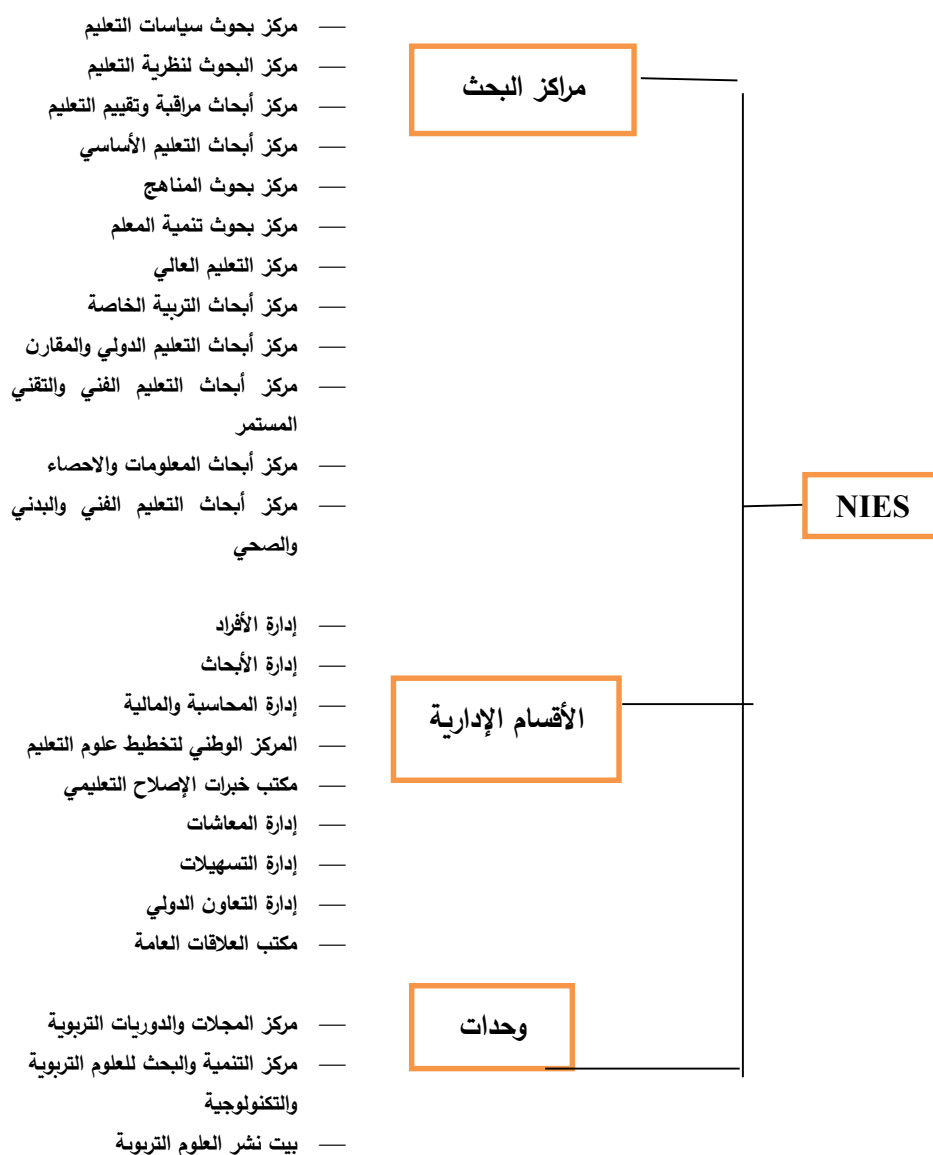 NIES
مراكز البحث
— مركز بحوث سياسات التعليم
— مركز البحوث لنظرية التعليم
— مركز أبحاث مراقبة وتقييم التعليم
— مركز أبحاث التعليم الأساسي
— مركز بحوث المناهج
— مركز بحوث تنمية المعلم
— مركز التعليم العالي
— مركز أبحاث التربية الخاصة
— مركز أبحاث التعليم الدولي والمقارن
— مركز أبحاث التعليم الفني والتقني
المستمر
— مركز أبحاث المعلومات والاحصاء
— مركز أبحاث التعليم الفني والبدني
والصحي
الأقسام الإدارية
— إدارة الأفراد
— إدارة الأبحاث
— إدارة المحاسبة والمالية
— المركز الوطني لتخطيط علوم التعليم
— مكتب خبرات الإصلاح التعليمي
— إدارة المعاشات
— إدارة التسهيلات
— إدارة التعاون الدولي
— مكتب العلاقات العامة
وحدات
— مركز المجلات والدوريات التربوية
— مركز التنمية والبحث للعلوم التربوية
والتكنولوجية
— بيت نشر العلوم التربوية